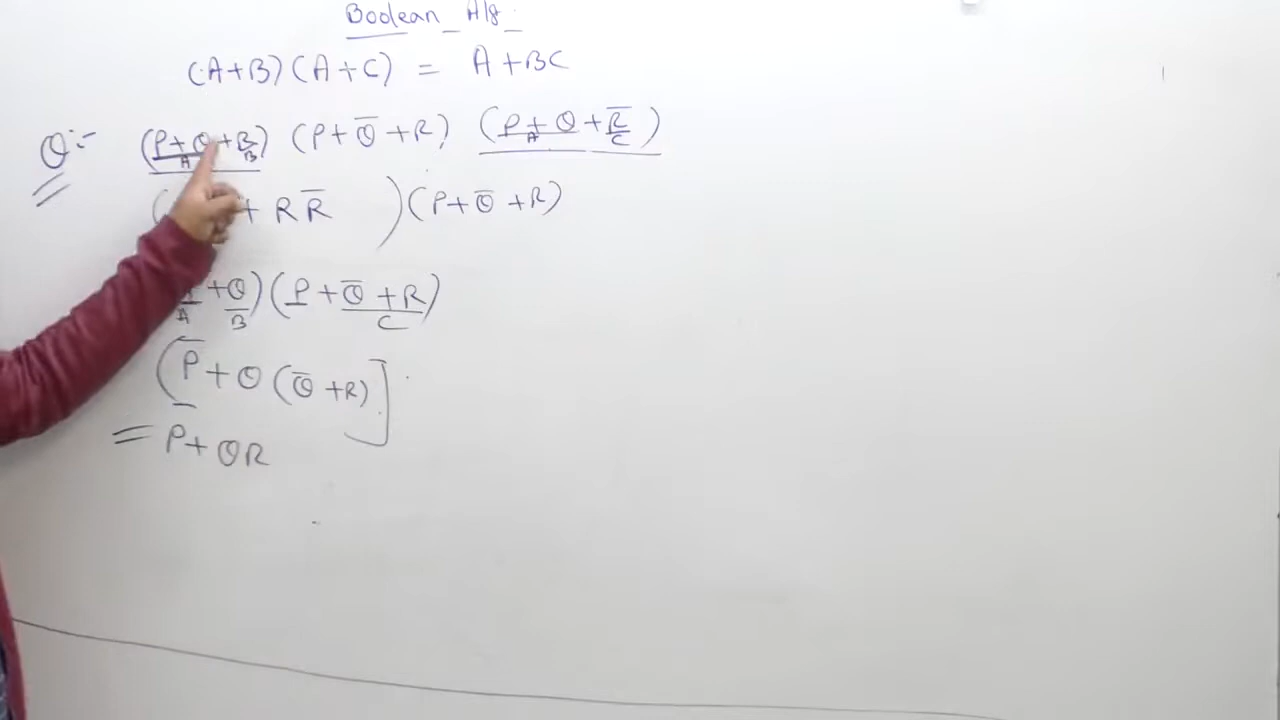 Boolean Alg.
(A+B)(A+C) = A+BC
Q:- (P+Q+R) (P+Q̅+R) (P+Q+R̅)
A B A C
( + RR̅ )(P+Q̅+R)
+Q)(P+Q̅+R)
A B C
(P+Q(Q̅+R)]
= P+QR